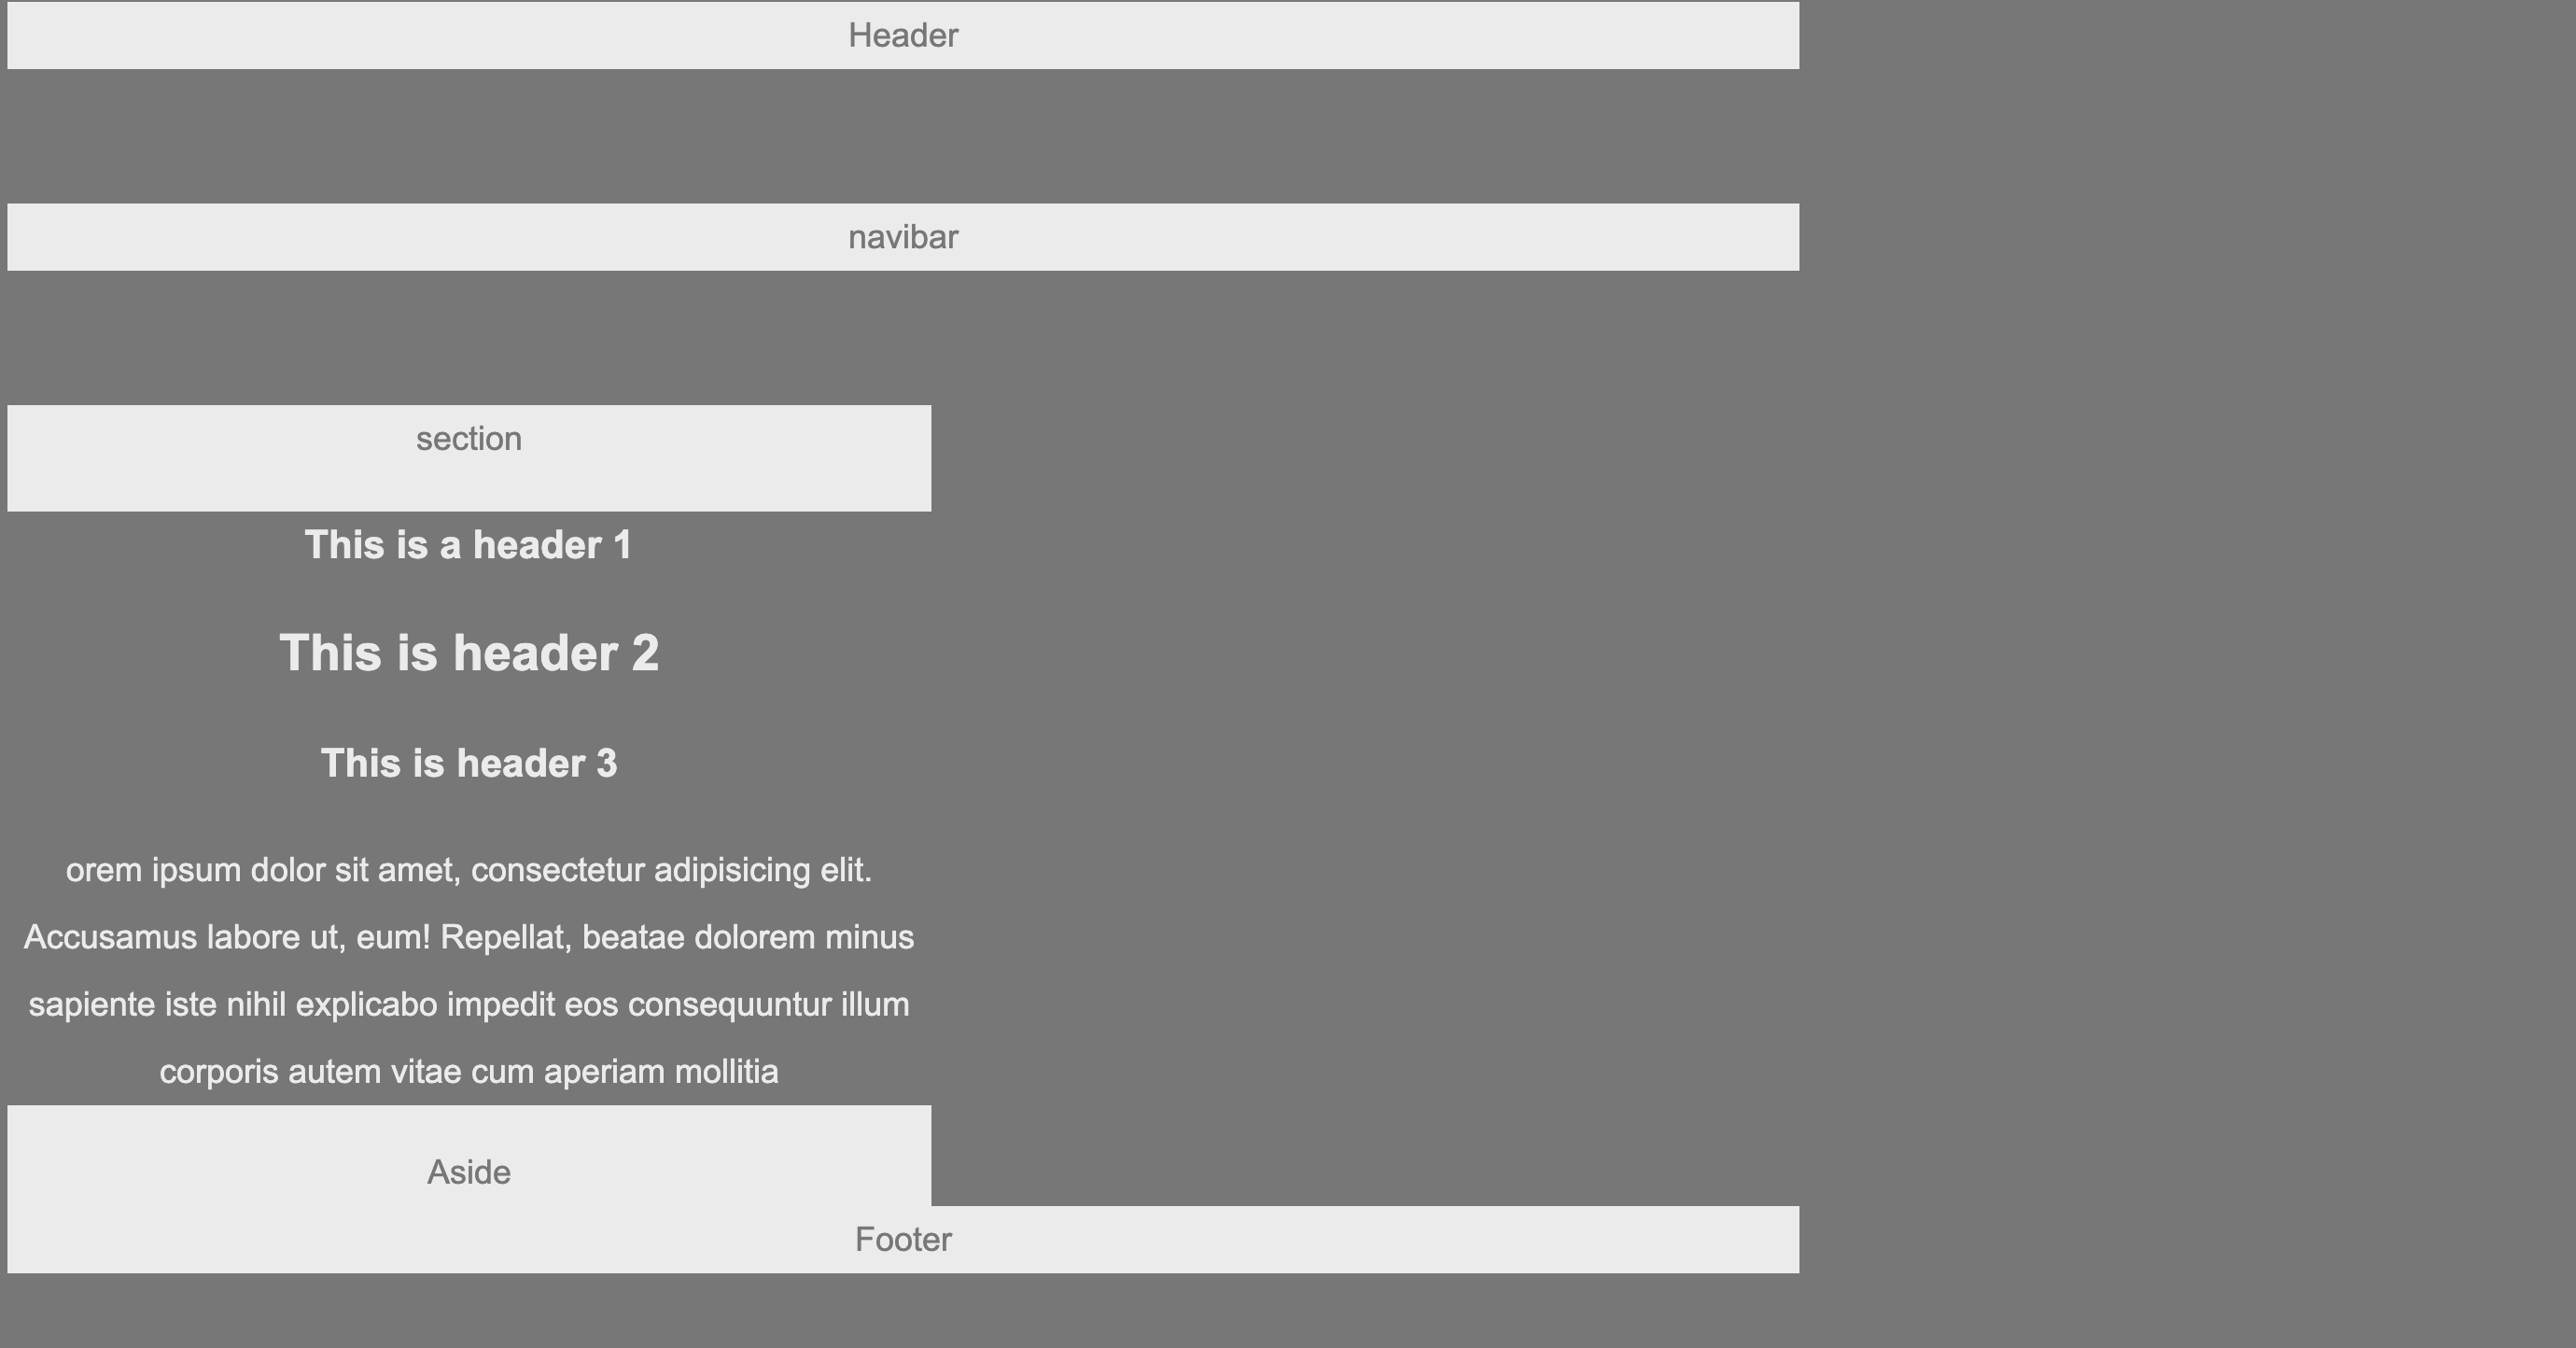 Header
navibar
section
This is a header 1
This is header 2
This is header 3
orem ipsum dolor sit amet, consectetur adipisicing elit.
Accusamus labore ut, eum! Repellat, beatae dolorem minus
sapiente iste nihil explicabo impedit eos consequuntur illum
corporis autem vitae cum aperiam mollitia
Aside
Footer